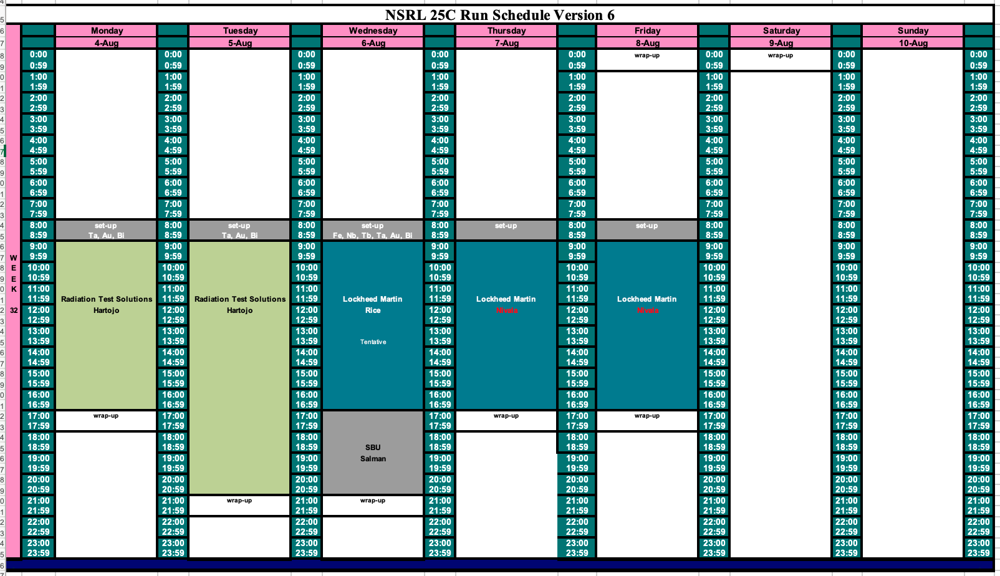 NSRL 25C Run Schedule Version 6
Monday Tuesday Wednesday Thursday Friday Saturday Sunday
4-Aug 5-Aug 6-Aug 7-Aug 8-Aug 9-Aug 10-Aug
0:00 0:00 0:00 0:00 0:00 wrap-up 0:00 wrap-up 0:00 0:00
0:59 0:59 0:59 0:59 0:59 0:59 0:59 0:59
1:00 1:00 1:00 1:00 1:00 1:00 1:00 1:00
1:59 1:59 1:59 1:59 1:59 1:59 1:59 1:59
2:00 2:00 2:00 2:00 2:00 2:00 2:00 2:00
2:59 2:59 2:59 2:59 2:59 2:59 2:59 2:59
3:00 3:00 3:00 3:00 3:00 3:00 3:00 3:00
3:59 3:59 3:59 3:59 3:59 3:59 3:59 3:59
4:00 4:00 4:00 4:00 4:00 4:00 4:00 4:00
4:59 4:59 4:59 4:59 4:59 4:59 4:59 4:59
5:00 5:00 5:00 5:00 5:00 5:00 5:00 5:00
5:59 5:59 5:59 5:59 5:59 5:59 5:59 5:59
6:00 6:00 6:00 6:00 6:00 6:00 6:00 6:00
6:59 6:59 6:59 6:59 6:59 6:59 6:59 6:59
7:00 7:00 7:00 7:00 7:00 7:00 7:00 7:00
7:59 7:59 7:59 7:59 7:59 7:59 7:59 7:59
8:00 set-up 8:00 set-up 8:00 set-up 8:00 set-up 8:00 set-up 8:00 8:00 8:00
8:59 Ta, Au, Bi 8:59 Ta, Au, Bi 8:59 Fe, Nb, Tb, Ta, Au, Bi 8:59 8:59 8:59 8:59 8:59
9:00 9:00 9:00 9:00 9:00 9:00 9:00 9:00
W 9:59 9:59 9:59 9:59 9:59 9:59 9:59 9:59
E 10:00 10:00 10:00 10:00 10:00 10:00 10:00 10:00
E 10:59 10:59 10:59 10:59 10:59 10:59 10:59 10:59
K 11:00 11:00 11:00 11:00 11:00 11:00 11:00 11:00
11:59 Radiation Test Solutions 11:59 Radiation Test Solutions 11:59 Lockheed Martin 11:59 Lockheed Martin 11:59 Lockheed Martin 11:59 11:59 11:59
32 12:00 Hartojo 12:00 Hartojo 12:00 Rice 12:00 12:00 12:00 12:00 12:00
12:59 12:59 12:59 12:59 12:59 12:59 12:59 12:59
13:00 13:00 13:00 13:00 13:00 13:00 13:00 13:00
13:59 13:59 13:59 Tentative 13:59 13:59 13:59 13:59 13:59
14:00 14:00 14:00 14:00 14:00 14:00 14:00 14:00
14:59 14:59 14:59 14:59 14:59 14:59 14:59 14:59
15:00 15:00 15:00 15:00 15:00 15:00 15:00 15:00
15:59 15:59 15:59 15:59 15:59 15:59 15:59 15:59
16:00 16:00 16:00 16:00 16:00 16:00 16:00 16:00
16:59 16:59 16:59 16:59 16:59 16:59 16:59 16:59
17:00 wrap-up 17:00 17:00 17:00 wrap-up 17:00 wrap-up 17:00 17:00 17:00
17:59 17:59 17:59 17:59 17:59 17:59 17:59 17:59
18:00 18:00 18:00 18:00 18:00 18:00 18:00 18:00
18:59 18:59 18:59 SBU 18:59 18:59 18:59 18:59 18:59
19:00 19:00 19:00 Salman 19:00 19:00 19:00 19:00 19:00
19:59 19:59 19:59 19:59 19:59 19:59 19:59 19:59
20:00 20:00 20:00 20:00 20:00 20:00 20:00 20:00
20:59 20:59 20:59 20:59 20:59 20:59 20:59 20:59
21:00 21:00 wrap-up 21:00 wrap-up 21:00 21:00 21:00 21:00 21:00
21:59 21:59 21:59 21:59 21:59 21:59 21:59 21:59
22:00 22:00 22:00 22:00 22:00 22:00 22:00 22:00
22:59 22:59 22:59 22:59 22:59 22:59 22:59 22:59
23:00 23:00 23:00 23:00 23:00 23:00 23:00 23:00
23:59 23:59 23:59 23:59 23:59 23:59 23:59 23:59